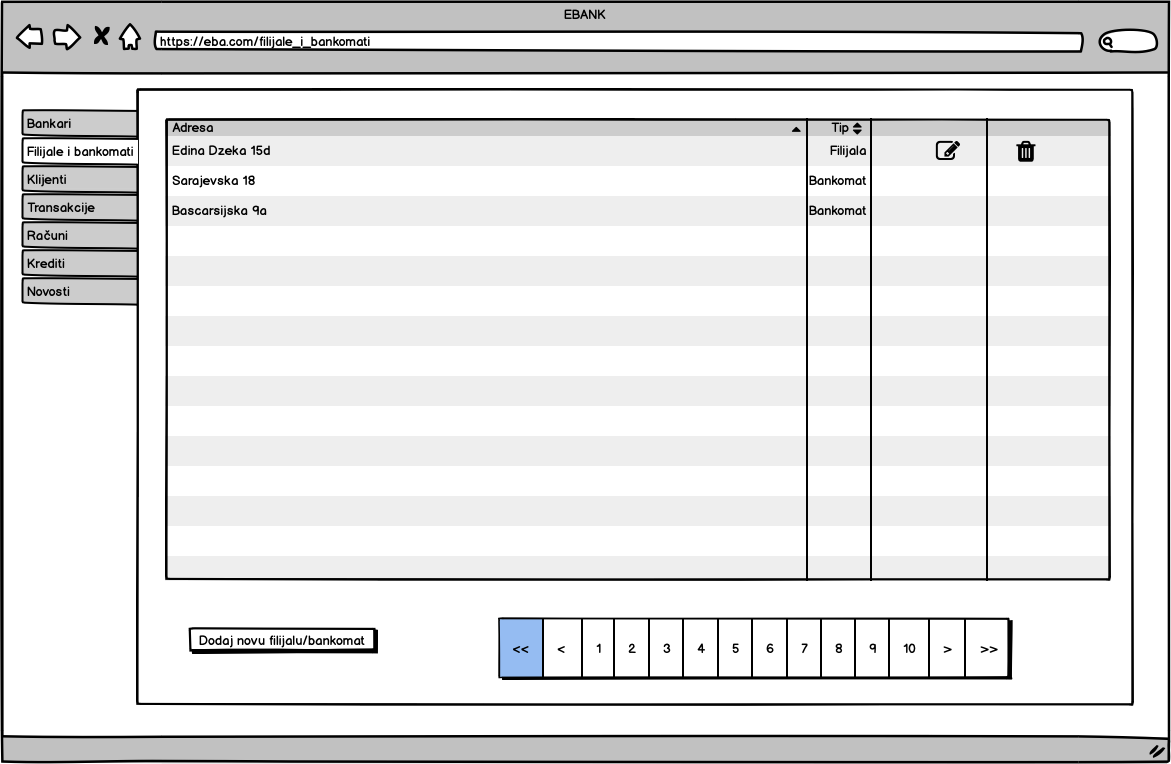 EBANK
https://eba.com/filijale_i_bankomati
Bankari
Filijale i bankomati
Klijenti
Transakcije
Računi
Krediti
Novosti
Adresa Tip
Edina Dzeka 15d Filijala
Sarajevska 18 Bankomat
Bascarsijska 9a Bankomat
Dodaj novu filijalu/bankomat
<< < 1 2 3 4 5 6 7 8 9 10 > >>